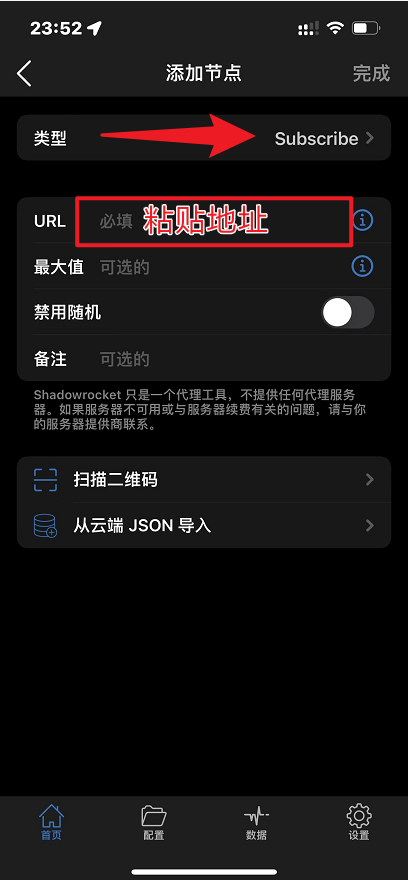 23:52
添加节点
完成
类型
Subscribe
URL 必填 粘贴地址
最大值 可选的
禁用随机
备注 可选的
Shadowrocket 只是一个代理工具，不提供任何代理服务
器。如果服务器不可用或与服务器续费有关的问题，请与你
的服务器提供商联系。
扫描二维码
从云端 JSON 导入
首页
配置
数据
设置